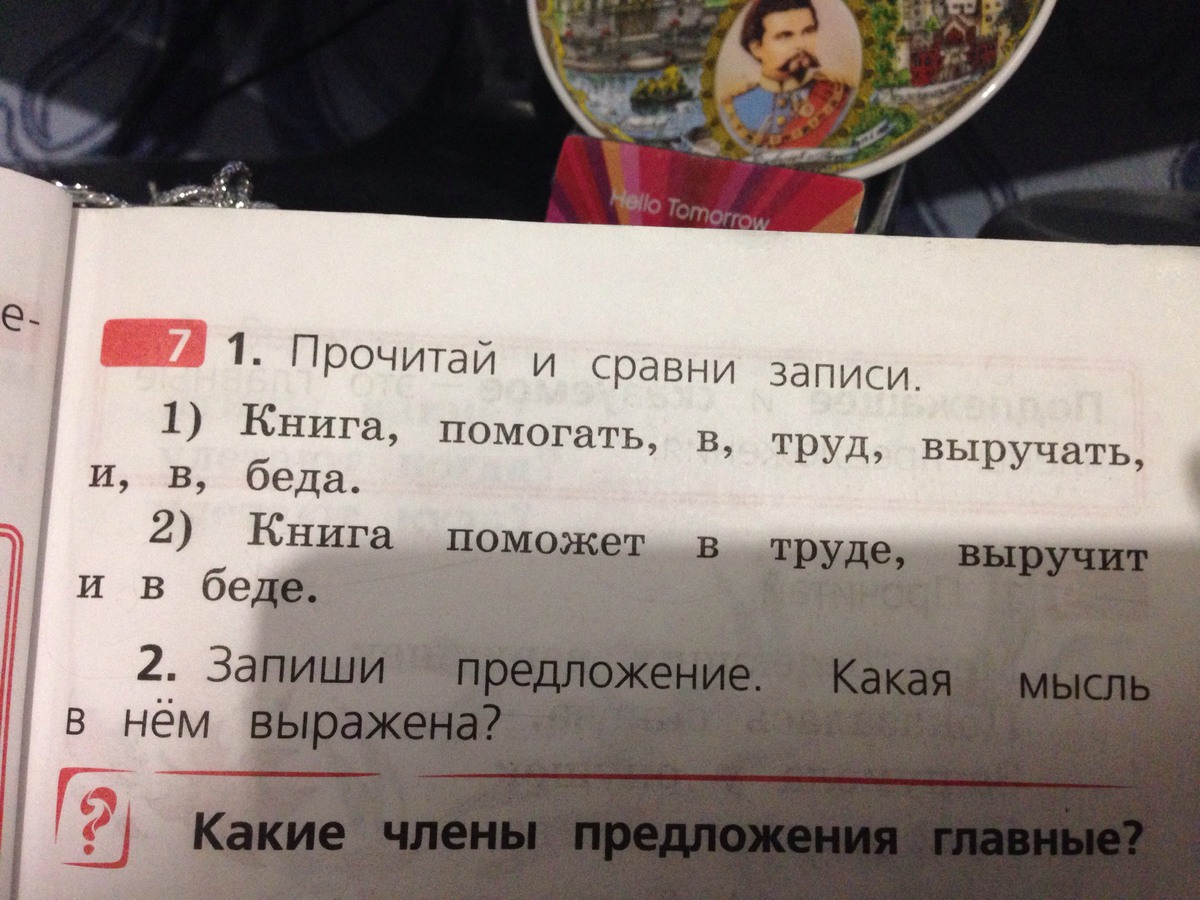 Hello Tomorrow
е-
7 1. Прочитай и сравни записи.
1) Книга, помогать, в, труд, выручать,
и, в, беда.
2) Книга поможет в труде, выручит
и в беде.
2. Запиши предложение. Какая мысль
в нём выражена?
? Какие члены предложения главные?